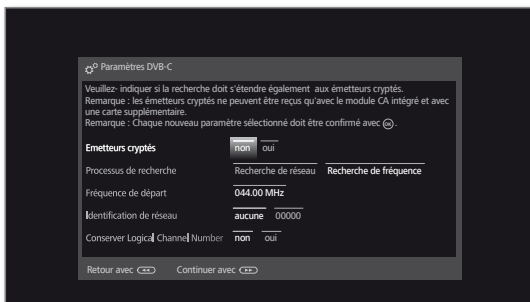 Paramètres DVB-C
Veuillez- indiquer si la recherche doit s'étendre également aux émetteurs cryptés.
Remarque : les émetteurs cryptés ne peuvent être reçus qu'avec le module CA intégré et avec
une carte supplémentaire.
Remarque : Chaque nouveau paramètre sélectionné doit être confirmé avec OK.
Emetteurs cryptés non oui
Processus de recherche Recherche de réseau Recherche de fréquence
Fréquence de départ 044.00 MHz
Identification de réseau aucune 00000
Conserver Logical Channel Number non oui
Retour avec Continuer avec